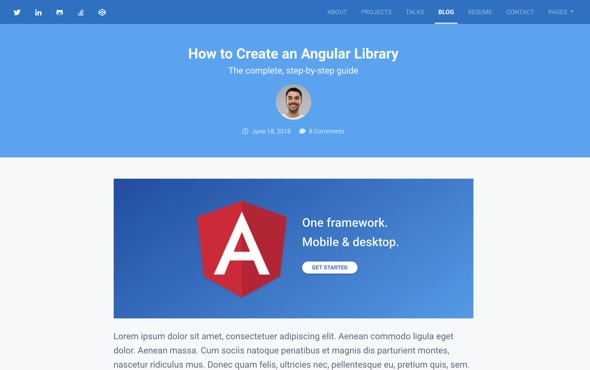 ABOUT PROJECTS TALKS BLOG RESUME CONTACT PAGES
How to Create an Angular Library
The complete, step-by-step guide
June 18, 2018 8 Comments
A
One framework.
Mobile & desktop.
GET STARTED
Lorem ipsum dolor sit amet, consectetuer adipiscing elit. Aenean commodo ligula eget
dolor. Aenean massa. Cum sociis natoque penatibus et magnis dis parturient montes,
nascetur ridiculus mus. Donec quam felis, ultricies nec, pellentesque eu, pretium quis, sem.